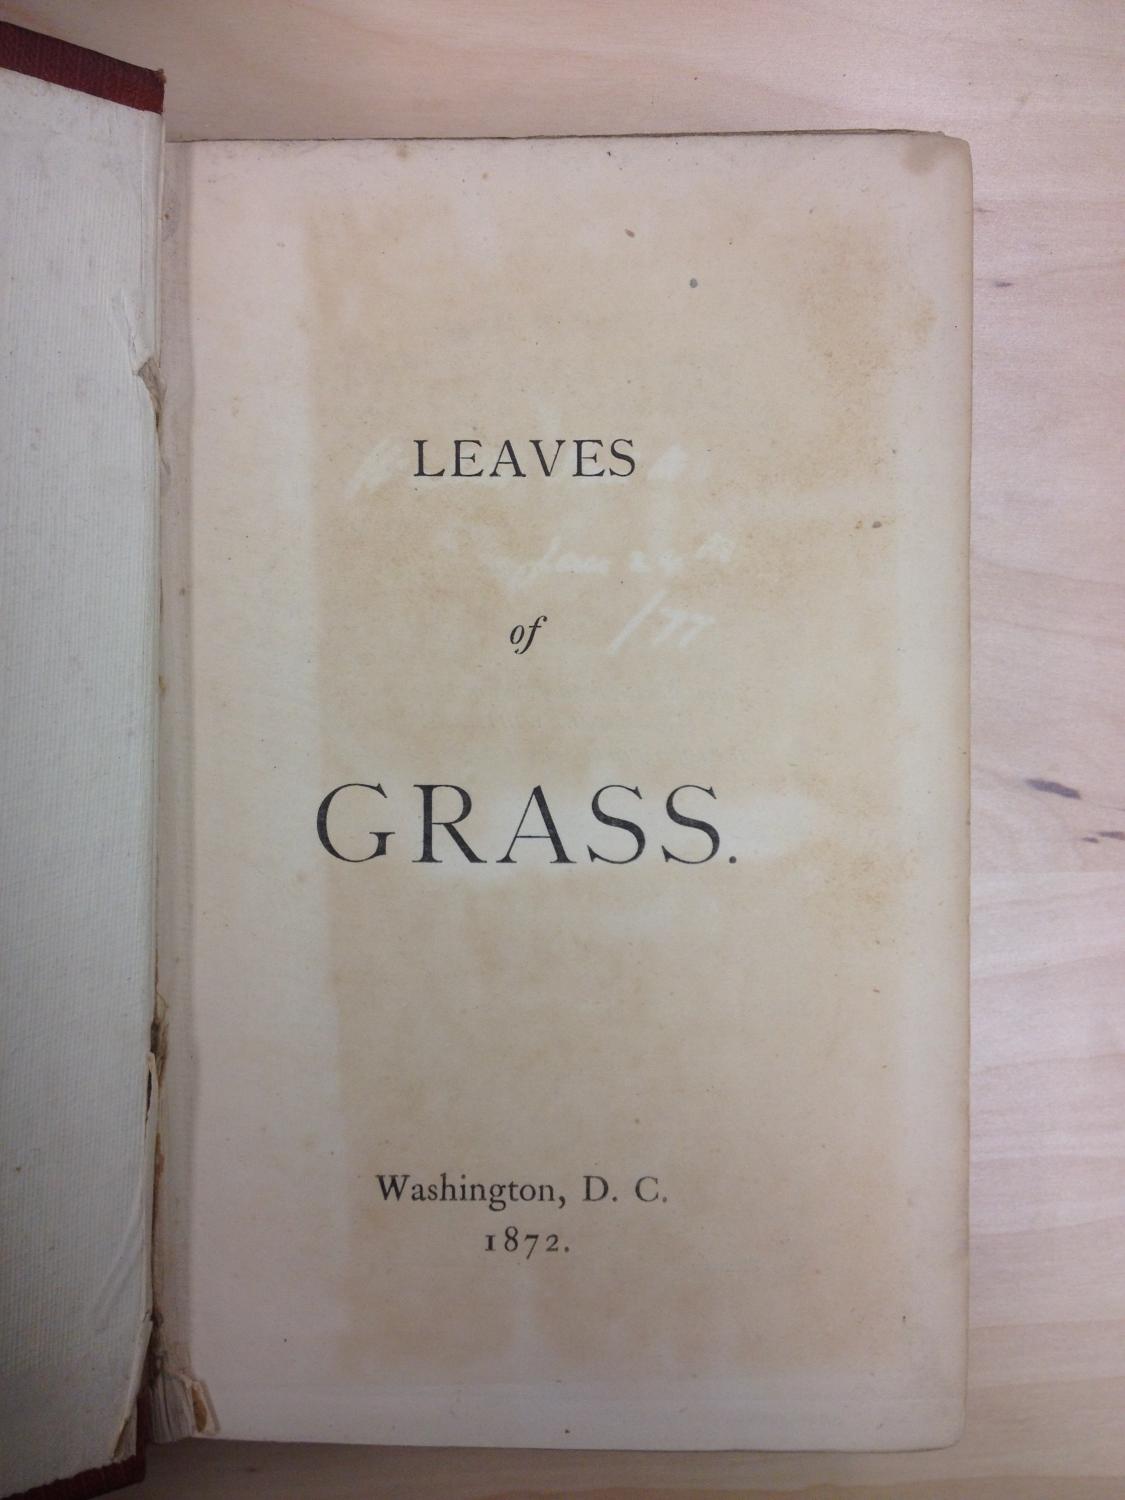 LEAVES
of
GRASS.
Washington, D. C.
1872.